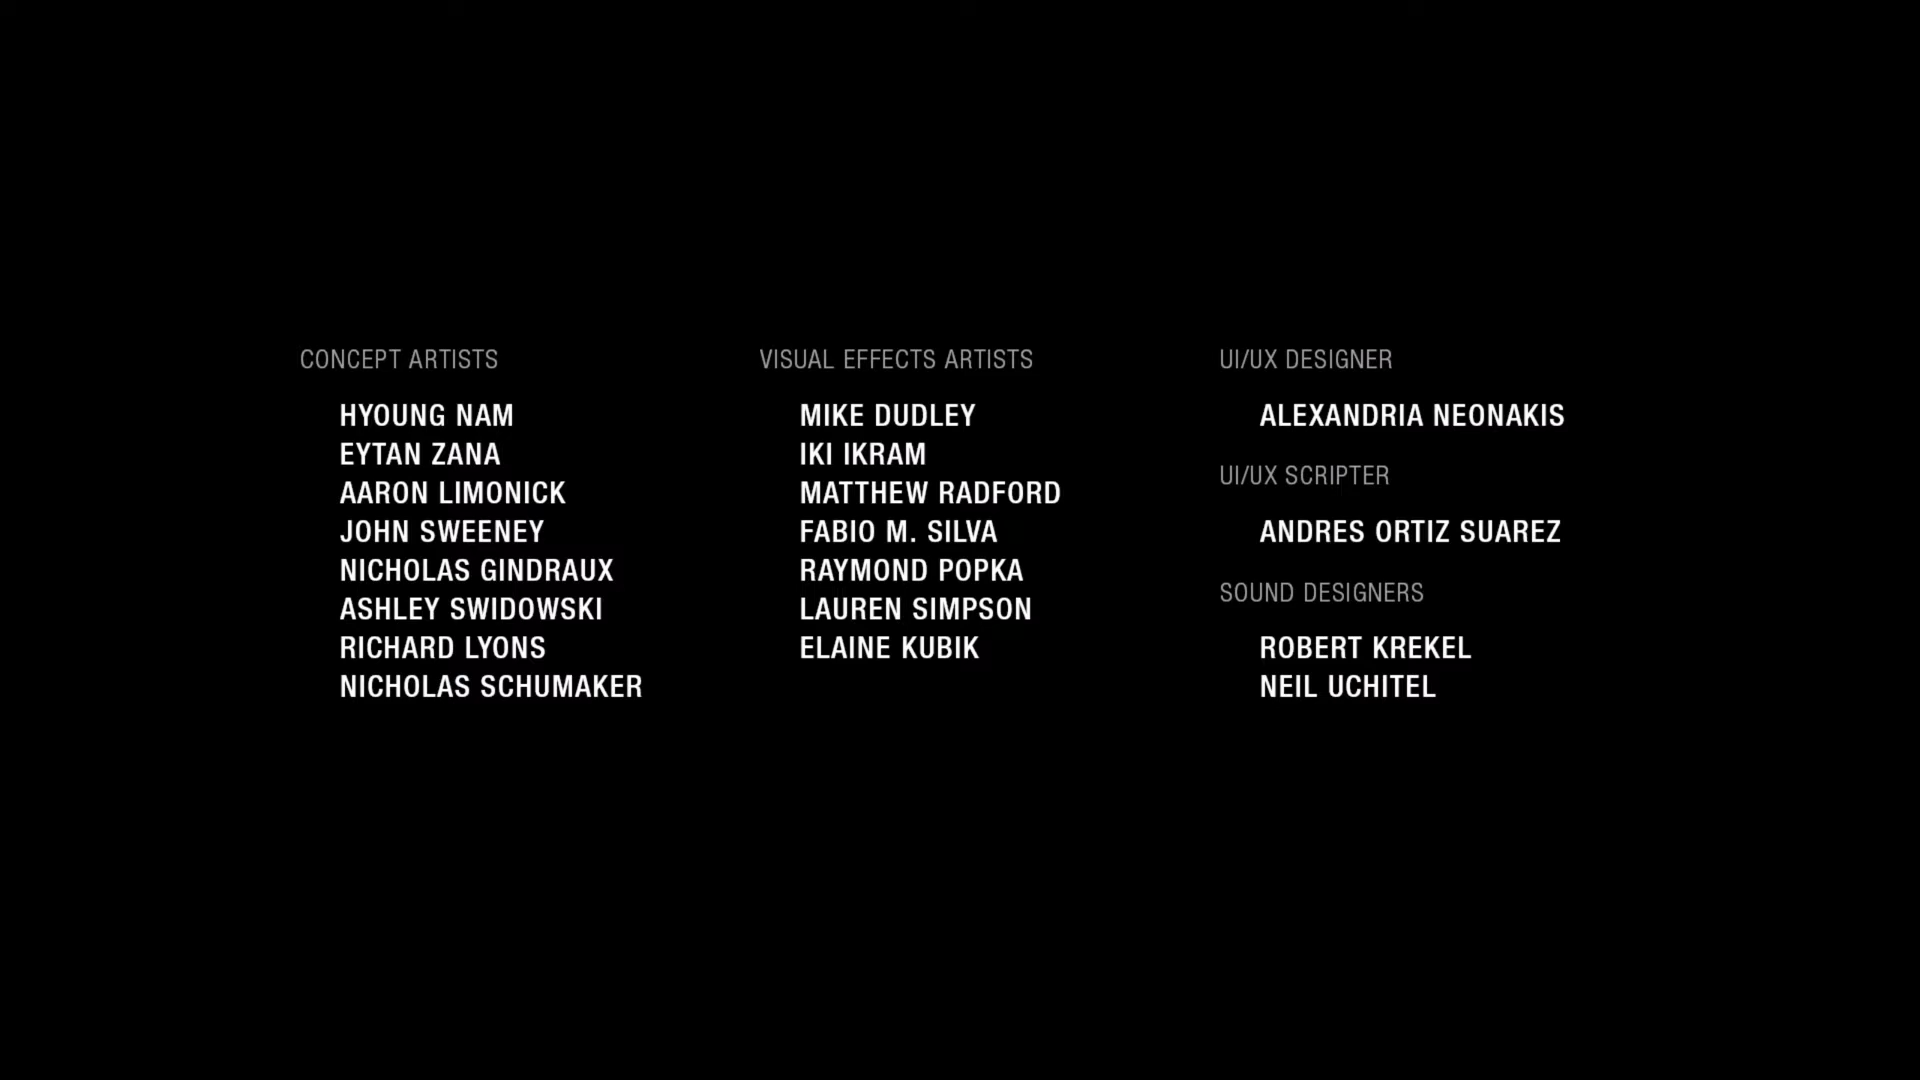 CONCEPT ARTISTS
HYOUNG NAM
EYTAN ZANA
AARON LIMONICK
JOHN SWEENEY
NICHOLAS GINDRAUX
ASHLEY SWIDOWSKI
RICHARD LYONS
NICHOLAS SCHUMAKER
VISUAL EFFECTS ARTISTS
MIKE DUDLEY
IKI IKRAM
MATTHEW RADFORD
FABIO M. SILVA
RAYMOND POPKA
LAUREN SIMPSON
ELAINE KUBIK
UI/UX DESIGNER
ALEXANDRIA NEONAKIS
UI/UX SCRIPTER
ANDRES ORTIZ SUAREZ
SOUND DESIGNERS
ROBERT KREKEL
NEIL UCHITEL